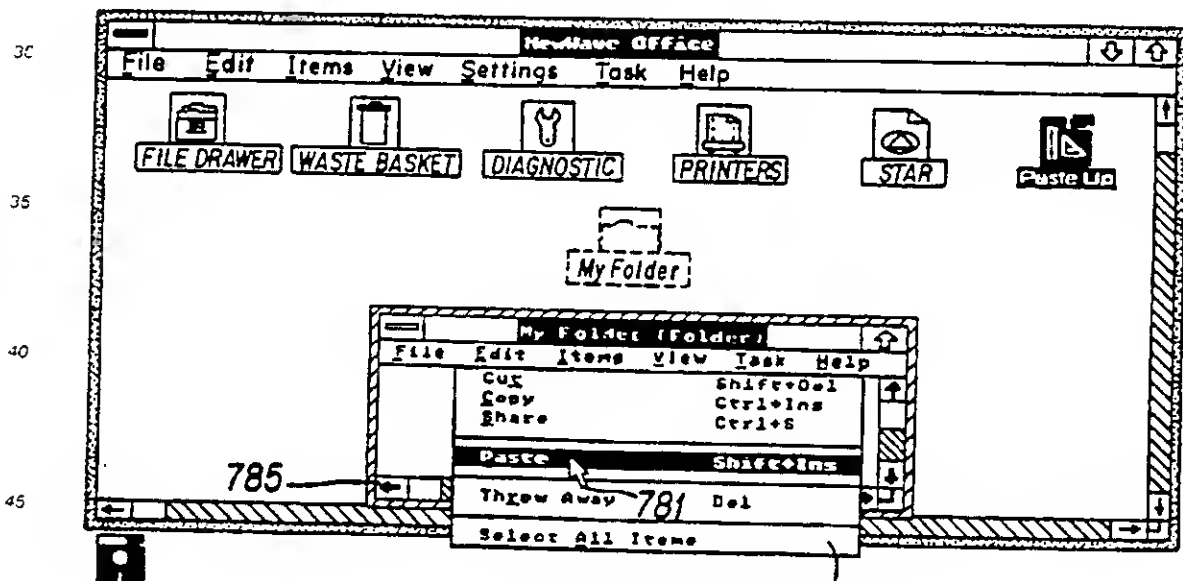 30
NewWave Office
File Edit Items View Settings Task Help
FILE DRAWER WASTE BASKET DIAGNOSTIC PRINTERS STAR Paste Up
35
My Folder
My Folder (Folder)
40
File Edit Items View Task Help
Cut Shift+Del
Copy Ctrl+Ins
Share Ctrl+S
Paste Shift+Ins
785
Throw Away 781 Del
45
Select All Items